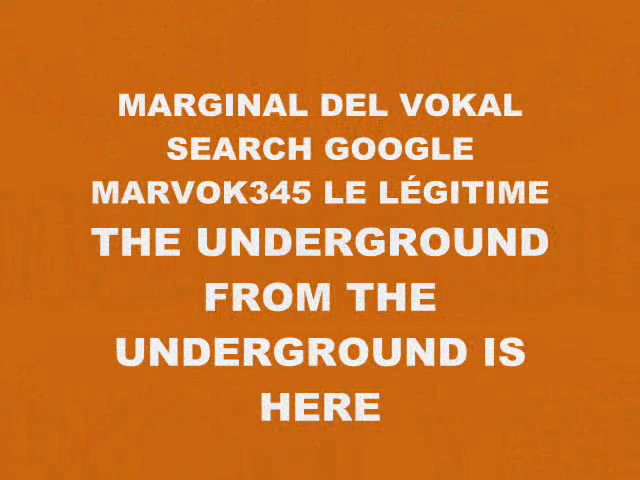 MARGINAL DEL VOKAL
SEARCH GOOGLE
MARVOK345 LE LÉGITIME
THE UNDERGROUND
FROM THE
UNDERGROUND IS
HERE